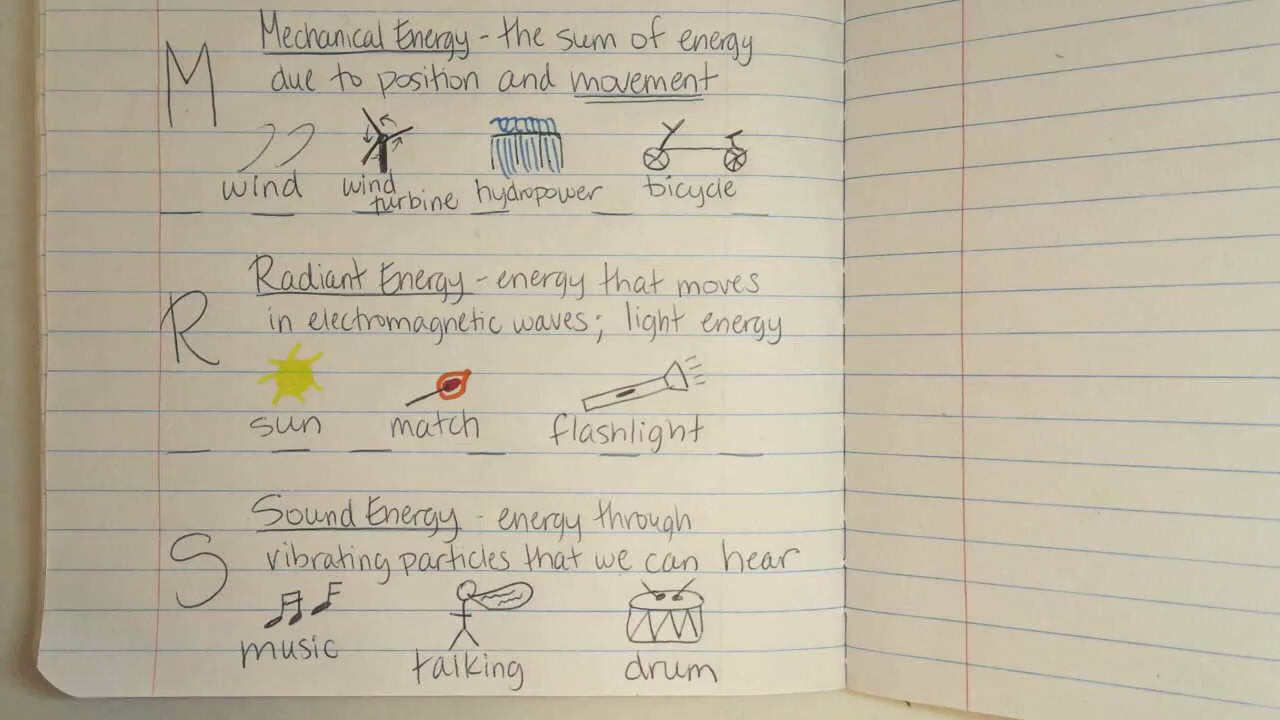 M
Mechanical Energy - the sum of energy
due to position and movement
wind
wind turbine
hydropower
bicycle
R
Radiant Energy - energy that moves
in electromagnetic waves; light energy
sun
match
flashlight
S
Sound Energy - energy through
vibrating particles that we can hear
music
talking
drum